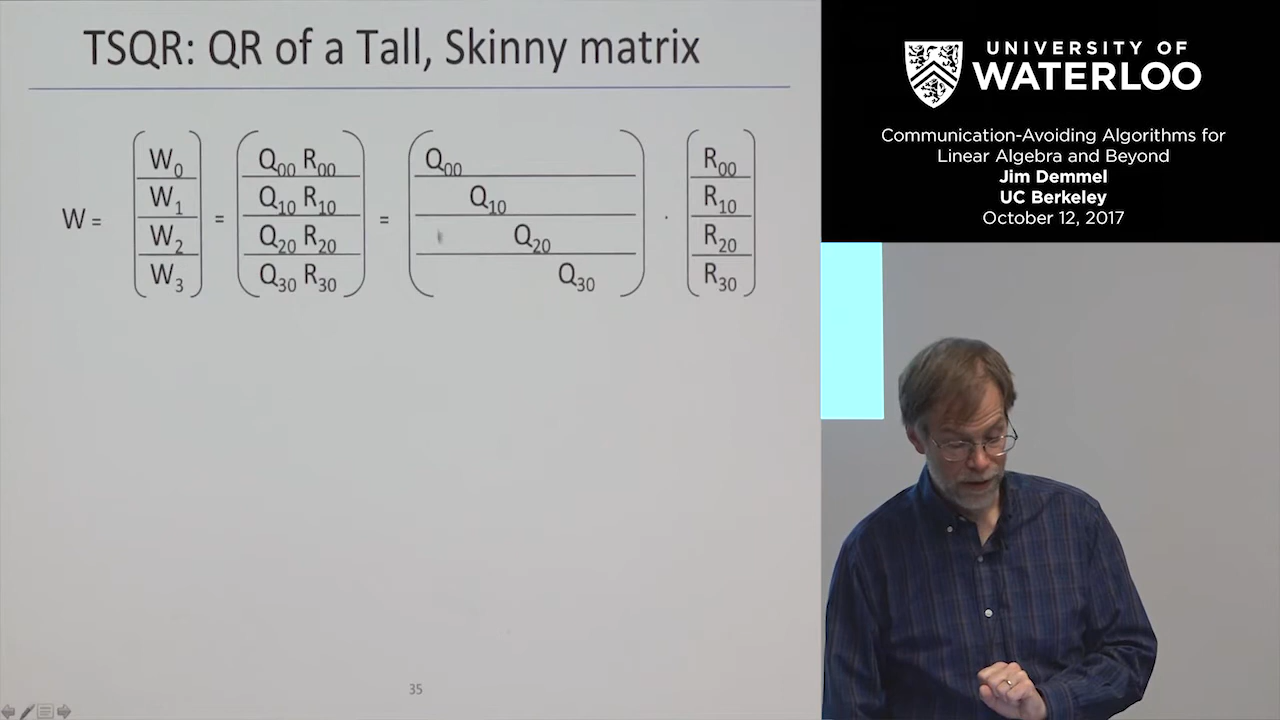 TSQR: QR of a Tall, Skinny matrix
W = W₀ = Q₀₀ R₀₀ = Q₀₀ · R₀₀
W₁ Q₁₀ R₁₀ Q₁₀ R₁₀
W₂ Q₂₀ R₂₀ Q₂₀ R₂₀
W₃ Q₃₀ R₃₀ Q₃₀ R₃₀
35
UNIVERSITY OF
WATERLOO
Communication-Avoiding Algorithms for
Linear Algebra and Beyond
Jim Demmel
UC Berkeley
October 12, 2017